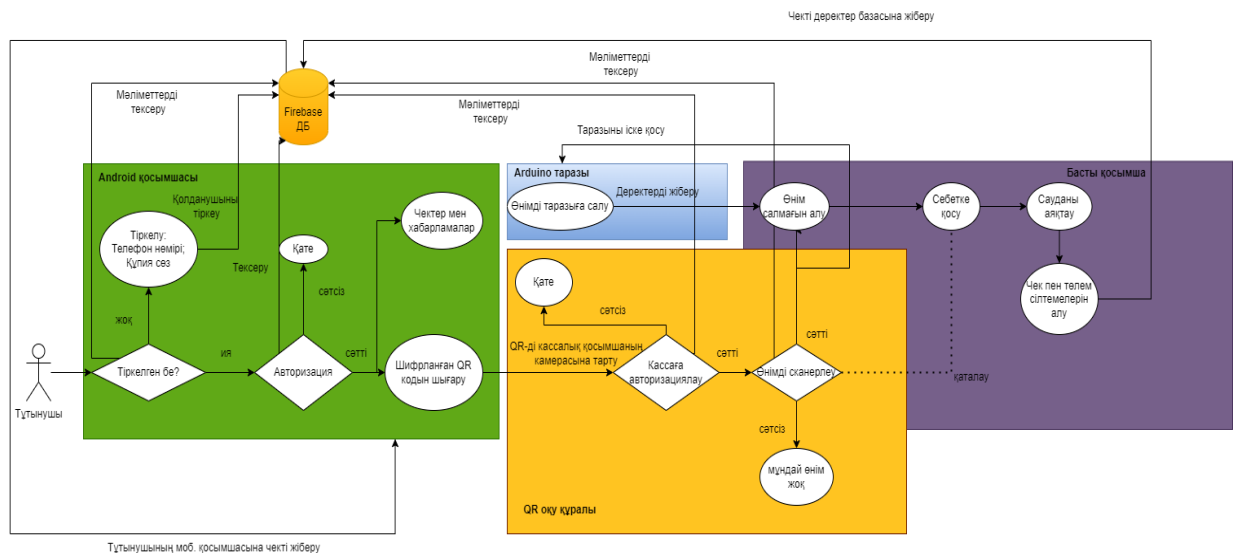 Чекті деректер базасына жіберу
Мәліметтерді
тексеру
Мәліметтерді
тексеру
Мәліметтерді
тексеру
Firebase
ДБ
Таразыны іске қосу
Android қосымшасы
Қолданушыны
тіркеу
Тіркелу:
Телефон нөмірі;
Құпия сөз
Тексеру
Қате
Чектер мен
хабарламалар
сәтсіз
жоқ
Тұтынушы
Тіркелген бе?
ия
Авторизация
сәтті
Шифрланған QR
кодын шығару
Arduino таразы
Өнімді таразыға салу
Деректерді жіберу
Басты қосымша
Өнім
салмағын алу
Себетке
қосу
Сауданы
аяқтау
Чек пен төлем
сілтемелерін
алу
Қате
сәтсіз
QR-ді кассалық қосымшаның
камерасына тарту
Кассаға
авторизациялау
сәтті
Өнімді сканерлеу
сәтті
қаталау
сәтсіз
мұндай өнім
жоқ
QR оқу құралы
Тұтынушының моб. қосымшасына чекті жіберу